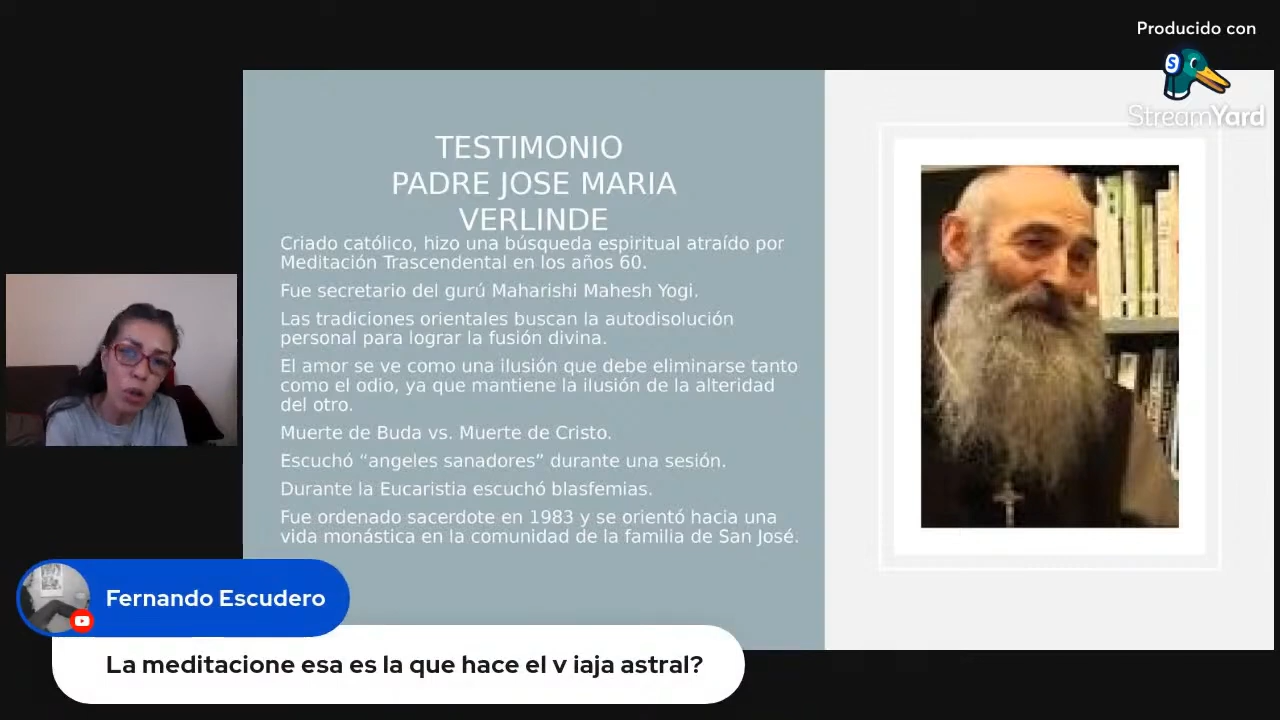 Producido con
S
StreamYard
TESTIMONIO
PADRE JOSE MARIA
VERLINDE
Criado católico, hizo una búsqueda espiritual atraído por
Meditación Trascendental en los años 60.
Fue secretario del gurú Maharishi Mahesh Yogi.
Las tradiciones orientales buscan la autodisolución
personal para lograr la fusión divina.
El amor se ve como una ilusión que debe eliminarse tanto
como el odio, ya que mantiene la ilusión de la alteridad
del otro.
Muerte de Buda vs. Muerte de Cristo.
Escuchó “angeles sanadores” durante una sesión.
Durante la Eucaristia escuchó blasfemias.
Fue ordenado sacerdote en 1983 y se orientó hacia una
vida monástica en la comunidad de la familia de San José.
Fernando Escudero
La meditacione esa es la que hace el v iaja astral?